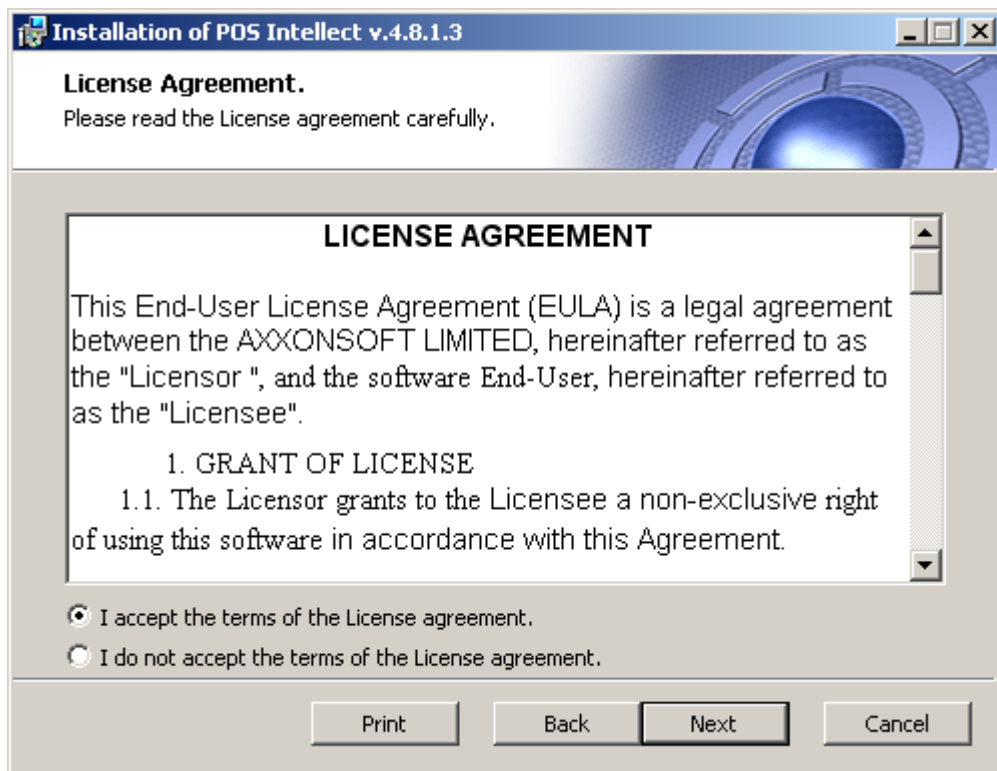 Installation of POS Intellect v.4.8.1.3
License Agreement.
Please read the License agreement carefully.
LICENSE AGREEMENT
This End-User License Agreement (EULA) is a legal agreement
between the AXXONSOFT LIMITED, hereinafter referred to as
the "Licensor ", and the software End-User, hereinafter referred to
as the "Licensee".
1. GRANT OF LICENSE
1.1. The Licensor grants to the Licensee a non-exclusive right
of using this software in accordance with this Agreement.
I accept the terms of the License agreement.
I do not accept the terms of the License agreement.
Print Back Next Cancel